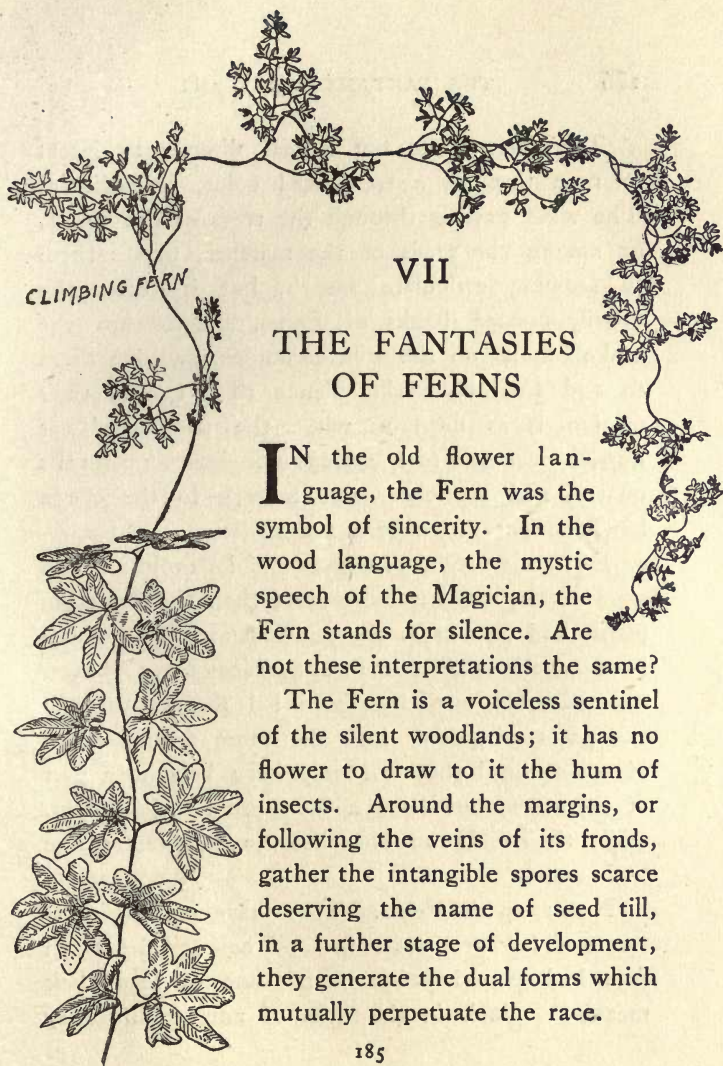 CLIMBING FERN
VII
THE FANTASIES
OF FERNS
IN the old flower lan-
guage, the Fern was the
symbol of sincerity. In the
wood language, the mystic
speech of the Magician, the
Fern stands for silence. Are
not these interpretations the same?
The Fern is a voiceless sentinel
of the silent woodlands; it has no
flower to draw to it the hum of
insects. Around the margins, or
following the veins of its fronds,
gather the intangible spores scarce
deserving the name of seed till,
in a further stage of development,
they generate the dual forms which
mutually perpetuate the race.
185